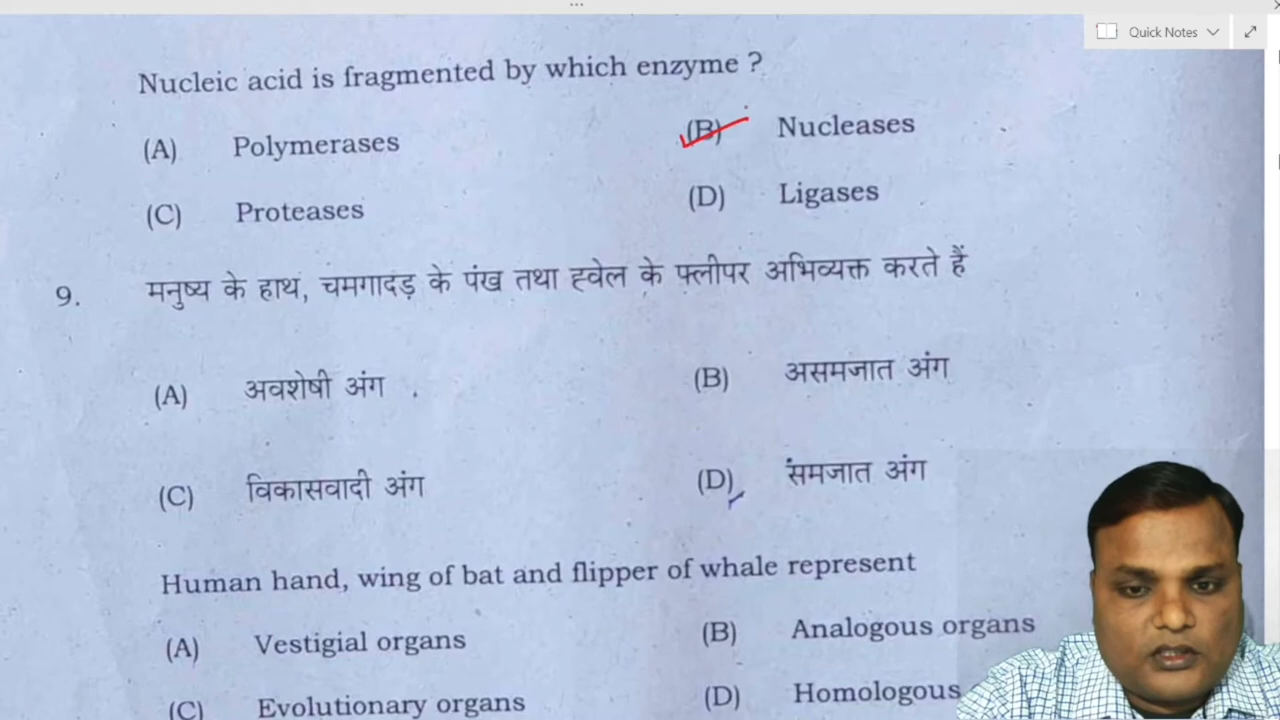 Quick Notes
Nucleic acid is fragmented by which enzyme ?
(A) Polymerases (B) Nucleases
(C) Proteases (D) Ligases
9. मनुष्य के हाथ, चमगादड़ के पंख तथा ह्वेल के फ्लीपर अभिव्यक्त करते हैं
(A) अवशेषी अंग (B) असमजात अंग
(C) विकासवादी अंग (D) समजात अंग
Human hand, wing of bat and flipper of whale represent
(A) Vestigial organs (B) Analogous organs
(C) Evolutionary organs (D) Homologous